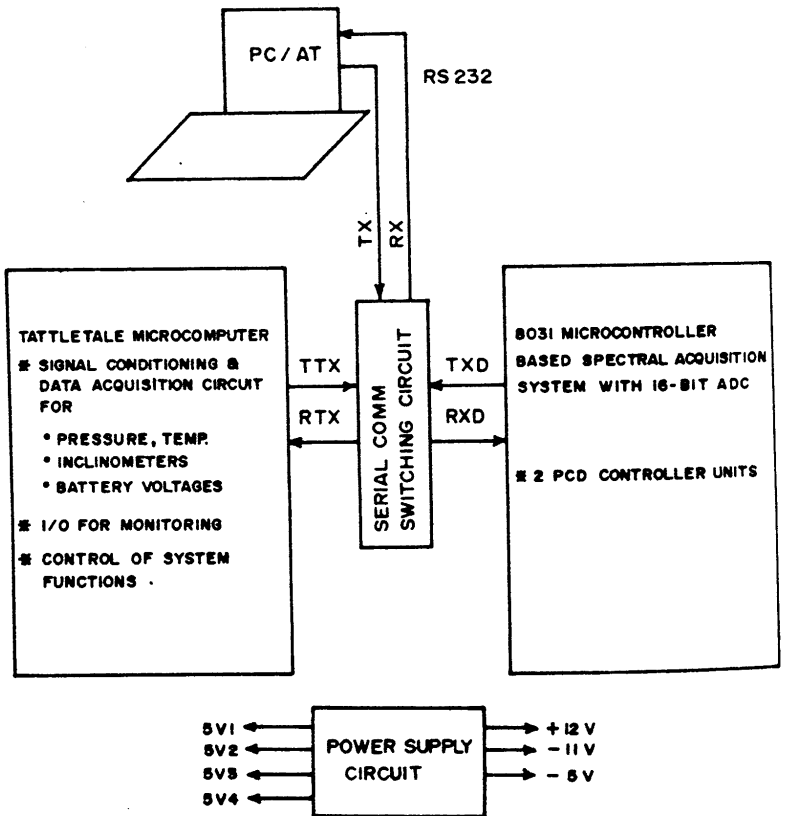 PC/AT
RS 232
TX
RX
TATTLETALE MICROCOMPUTER
* SIGNAL CONDITIONING &
DATA ACQUISITION CIRCUIT
FOR
• PRESSURE, TEMP.
• INCLINOMETERS
• BATTERY VOLTAGES
* I/O FOR MONITORING
* CONTROL OF SYSTEM
FUNCTIONS .
TTX
RTX
SERIAL COMM
SWITCHING CIRCUIT
TXD
RXD
8031 MICROCONTROLLER
BASED SPECTRAL ACQUISITION
SYSTEM WITH 16-BIT ADC
* 2 PCD CONTROLLER UNITS
5V1
5V2
5V3
5V4
POWER SUPPLY
CIRCUIT
+12 V
-11 V
- 5 V